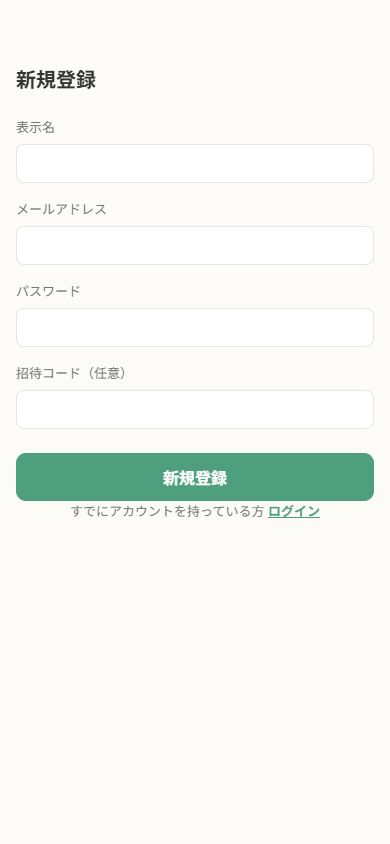 新規登録
表示名
メールアドレス
パスワード
招待コード（任意）
新規登録
すでにアカウントを持っている方 ログイン